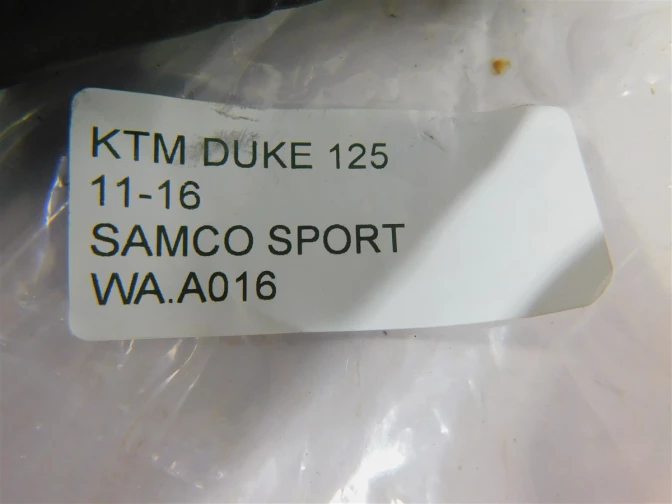 KTM DUKE 125
11-16
SAMCO SPORT
WA.A016